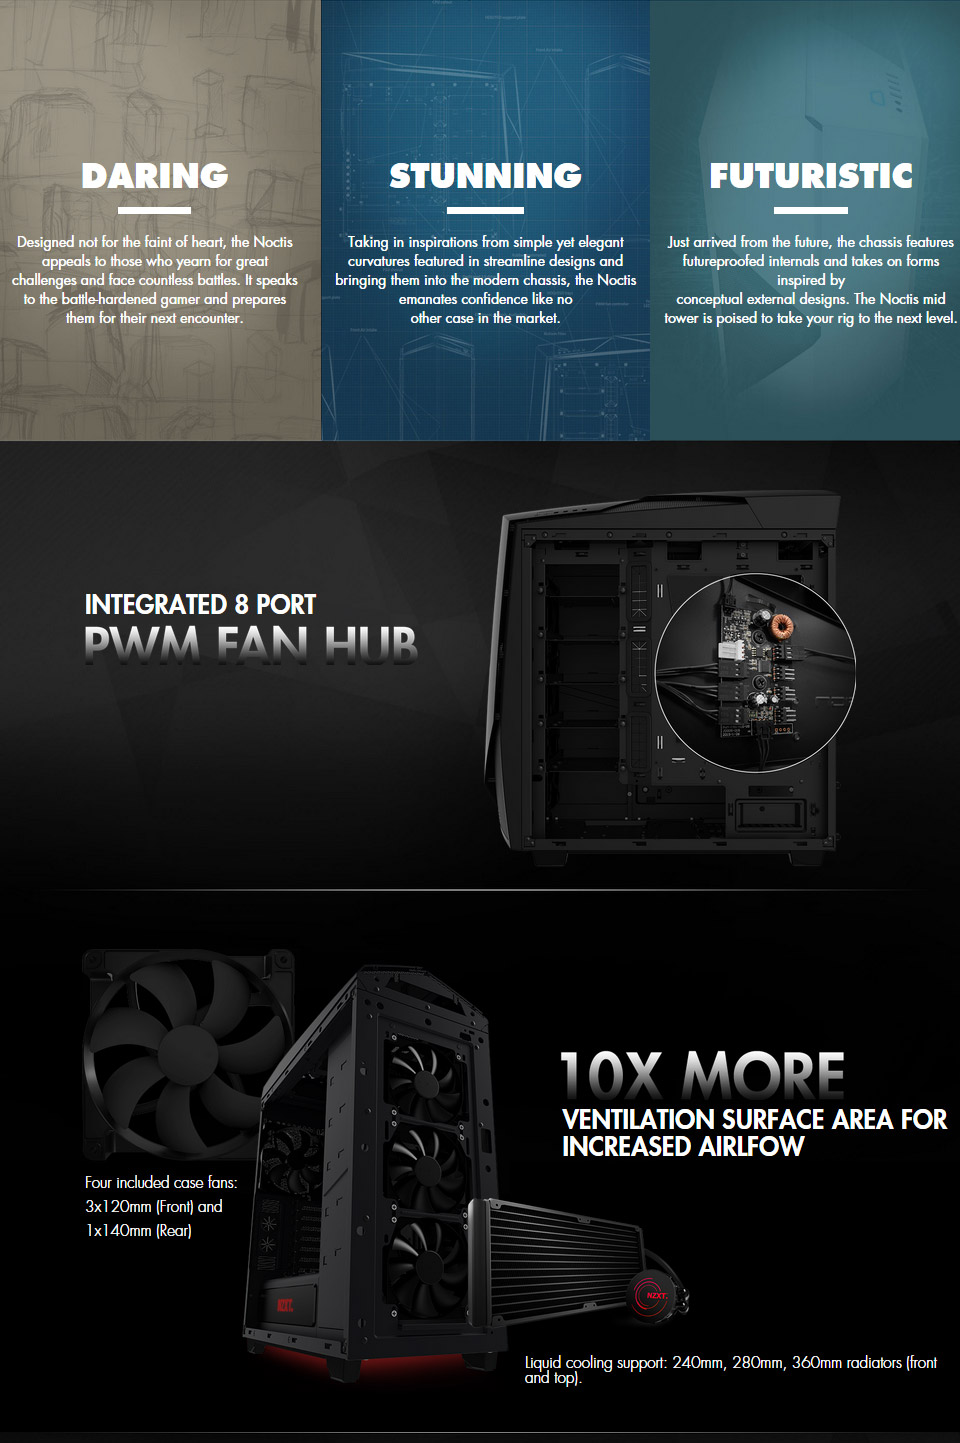 DARING
Designed not for the faint of heart, the Noctis
appeals to those who yearn for great
challenges and face countless battles. It speaks
to the battle-hardened gamer and prepares
them for their next encounter.
STUNNING
Taking in inspirations from simple yet elegant
curvatures featured in streamline designs and
bringing them into the modern chassis, the Noctis
emanates confidence like no
other case in the market.
FUTURISTIC
Just arrived from the future, the chassis features
futureproofed internals and takes on forms
inspired by
conceptual external designs. The Noctis mid
tower is poised to take your rig to the next level.
INTEGRATED 8 PORT
PWM FAN HUB
10X MORE
VENTILATION SURFACE AREA FOR
INCREASED AIRLFOW
Four included case fans:
3x120mm (Front) and
1x140mm (Rear)
NZXT
NZXT
Liquid cooling support: 240mm, 280mm, 360mm radiators (front
and top).